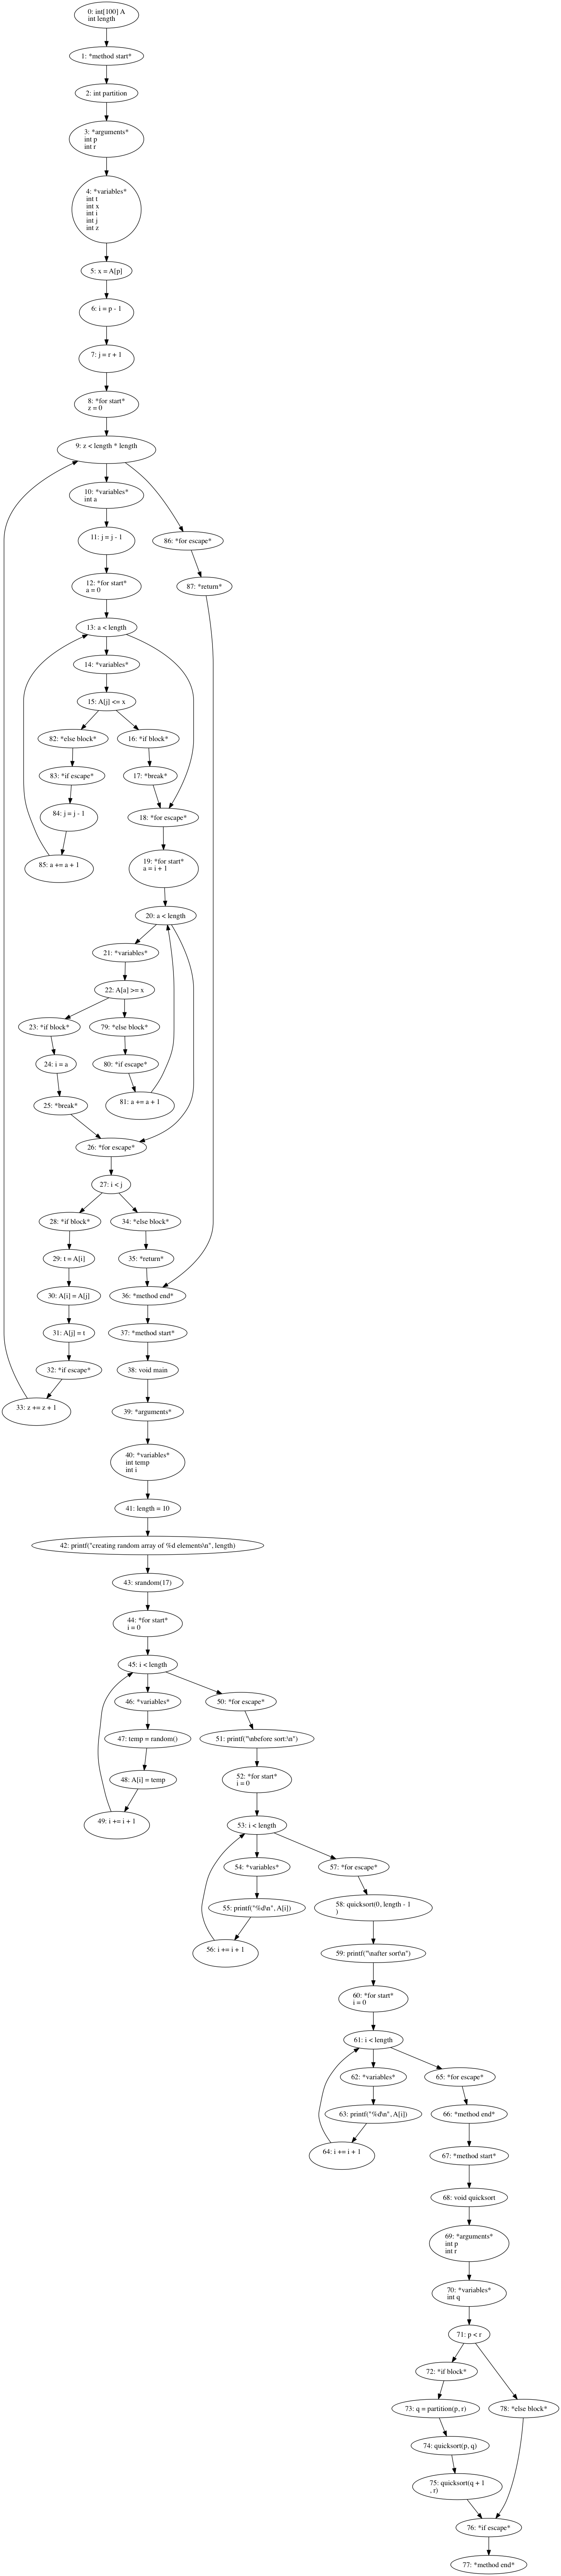 0: int[100] A
int length
1: *method start*
2: int partition
3: *arguments*
int p
int r
4: *variables*
int t
int x
int i
int j
int z
5: x = A[p]
6: i = p - 1
7: j = r + 1
8: *for start*
z = 0
9: z < length * length
10: *variables*
int a
11: j = j - 1
86: *for escape*
12: *for start*
a = 0
87: *return*
13: a < length
14: *variables*
15: A[j] <= x
82: *else block*
16: *if block*
83: *if escape*
17: *break*
84: j = j - 1
18: *for escape*
85: a += a + 1
19: *for start*
a = i + 1
20: a < length
21: *variables*
22: A[a] >= x
23: *if block*
79: *else block*
24: i = a
80: *if escape*
25: *break*
81: a += a + 1
26: *for escape*
27: i < j
28: *if block*
34: *else block*
29: t = A[i]
35: *return*
30: A[i] = A[j]
36: *method end*
31: A[j] = t
37: *method start*
32: *if escape*
38: void main
33: z += z + 1
39: *arguments*
40: *variables*
int temp
int i
41: length = 10
42: printf("creating random array of %d elements\n", length)
43: srandom(17)
44: *for start*
i = 0
45: i < length
46: *variables*
50: *for escape*
47: temp = random()
51: printf("\nbefore sort:\n")
48: A[i] = temp
52: *for start*
i = 0
49: i += i + 1
53: i < length
54: *variables*
57: *for escape*
55: printf("%d\n", A[i])
58: quicksort(0, length - 1
)
56: i += i + 1
59: printf("\nafter sort\n")
60: *for start*
i = 0
61: i < length
62: *variables*
65: *for escape*
63: printf("%d\n", A[i])
66: *method end*
64: i += i + 1
67: *method start*
68: void quicksort
69: *arguments*
int p
int r
70: *variables*
int q
71: p < r
72: *if block*
73: q = partition(p, r)
78: *else block*
74: quicksort(p, q)
75: quicksort(q + 1
, r)
76: *if escape*
77: *method end*